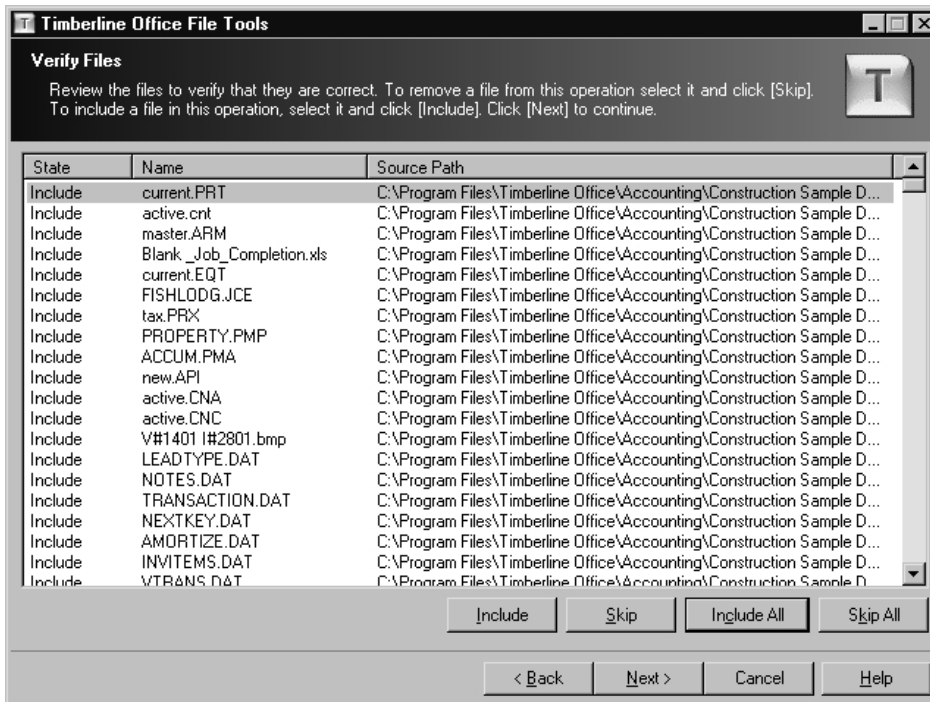 T Timberline Office File Tools
Verify Files
Review the files to verify that they are correct. To remove a file from this operation select it and click [Skip].
To include a file in this operation, select it and click [Include]. Click [Next] to continue.
T
State Name Source Path
Include current.PRT C:\Program Files\Timberline Office\Accounting\Construction Sample D...
Include active.cnt C:\Program Files\Timberline Office\Accounting\Construction Sample D...
Include master.ARM C:\Program Files\Timberline Office\Accounting\Construction Sample D...
Include Blank _Job_Completion.xls C:\Program Files\Timberline Office\Accounting\Construction Sample D...
Include current.EQT C:\Program Files\Timberline Office\Accounting\Construction Sample D...
Include FISHLODG.JCE C:\Program Files\Timberline Office\Accounting\Construction Sample D...
Include tax.PRX C:\Program Files\Timberline Office\Accounting\Construction Sample D...
Include PROPERTY.PMP C:\Program Files\Timberline Office\Accounting\Construction Sample D...
Include ACCUM.PMA C:\Program Files\Timberline Office\Accounting\Construction Sample D...
Include new.API C:\Program Files\Timberline Office\Accounting\Construction Sample D...
Include active.CNA C:\Program Files\Timberline Office\Accounting\Construction Sample D...
Include active.CNC C:\Program Files\Timberline Office\Accounting\Construction Sample D...
Include V#1401 I#2801.bmp C:\Program Files\Timberline Office\Accounting\Construction Sample D...
Include LEADTYPE.DAT C:\Program Files\Timberline Office\Accounting\Construction Sample D...
Include NOTES.DAT C:\Program Files\Timberline Office\Accounting\Construction Sample D...
Include TRANSACTION.DAT C:\Program Files\Timberline Office\Accounting\Construction Sample D...
Include NEXTKEY.DAT C:\Program Files\Timberline Office\Accounting\Construction Sample D...
Include AMORTIZE.DAT C:\Program Files\Timberline Office\Accounting\Construction Sample D...
Include INVITEMS.DAT C:\Program Files\Timberline Office\Accounting\Construction Sample D...
Include VTRANS.DAT C:\Program Files\Timberline Office\Accounting\Construction Sample D...
Include Skip Include All Skip All
< Back Next > Cancel Help